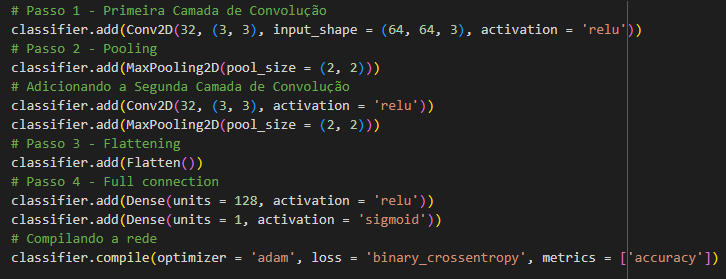 # Passo 1 - Primeira Camada de Convolução
classifier.add(Conv2D(32, (3, 3), input_shape = (64, 64, 3), activation = 'relu'))
# Passo 2 - Pooling
classifier.add(MaxPooling2D(pool_size = (2, 2)))
# Adicionando a Segunda Camada de Convolução
classifier.add(Conv2D(32, (3, 3), activation = 'relu'))
classifier.add(MaxPooling2D(pool_size = (2, 2)))
# Passo 3 - Flattening
classifier.add(Flatten())
# Passo 4 - Full connection
classifier.add(Dense(units = 128, activation = 'relu'))
classifier.add(Dense(units = 1, activation = 'sigmoid'))
# Compilando a rede
classifier.compile(optimizer = 'adam', loss = 'binary_crossentropy', metrics = ['accuracy'])